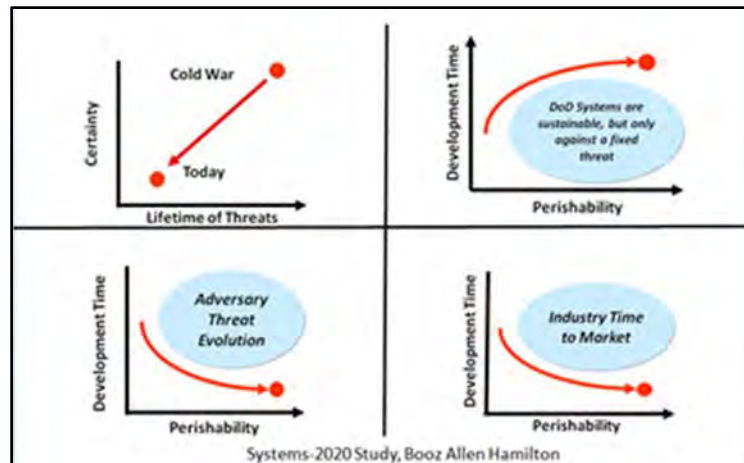 Certainty
Cold War
Today
Lifetime of Threats
Development Time
DoD Systems are
sustainable, but only
against a fixed
threat
Perishability
Development Time
Adversary
Threat
Evolution
Perishability
Development Time
Industry Time
to Market
Perishability
Systems-2020 Study, Booz Allen Hamilton